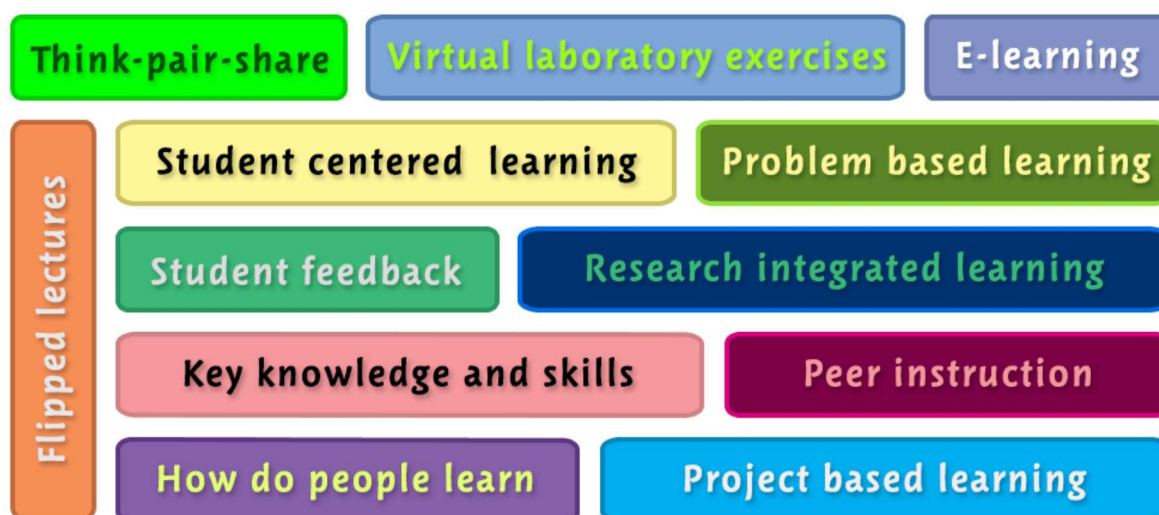 Think-pair-share
Virtual laboratory exercises
E-learning
Flipped lectures
Student centered learning
Problem based learning
Student feedback
Research integrated learning
Key knowledge and skills
Peer instruction
How do people learn
Project based learning